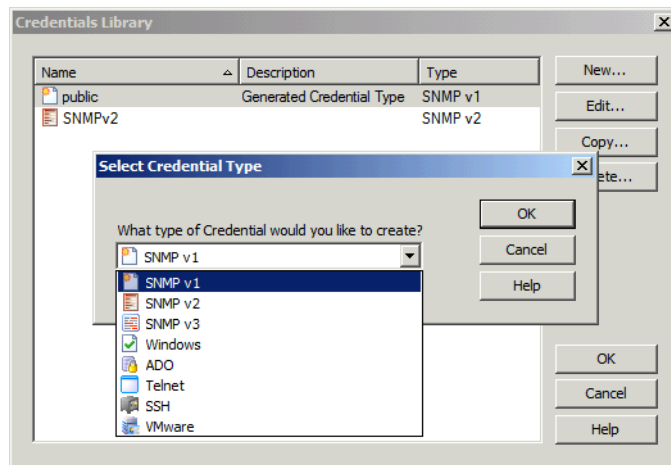 Credentials Library
Name Description Type New...
public Generated Credential Type SNMP v1
Edit...
SNMPv2 SNMP v2
Copy...
Select Credential Type
ete...
OK
What type of Credential would you like to create?
SNMP v1
Cancel
SNMP v1
Help
SNMP v2
SNMP v3
Windows
ADO
OK
Telnet
Cancel
SSH
VMware
Help